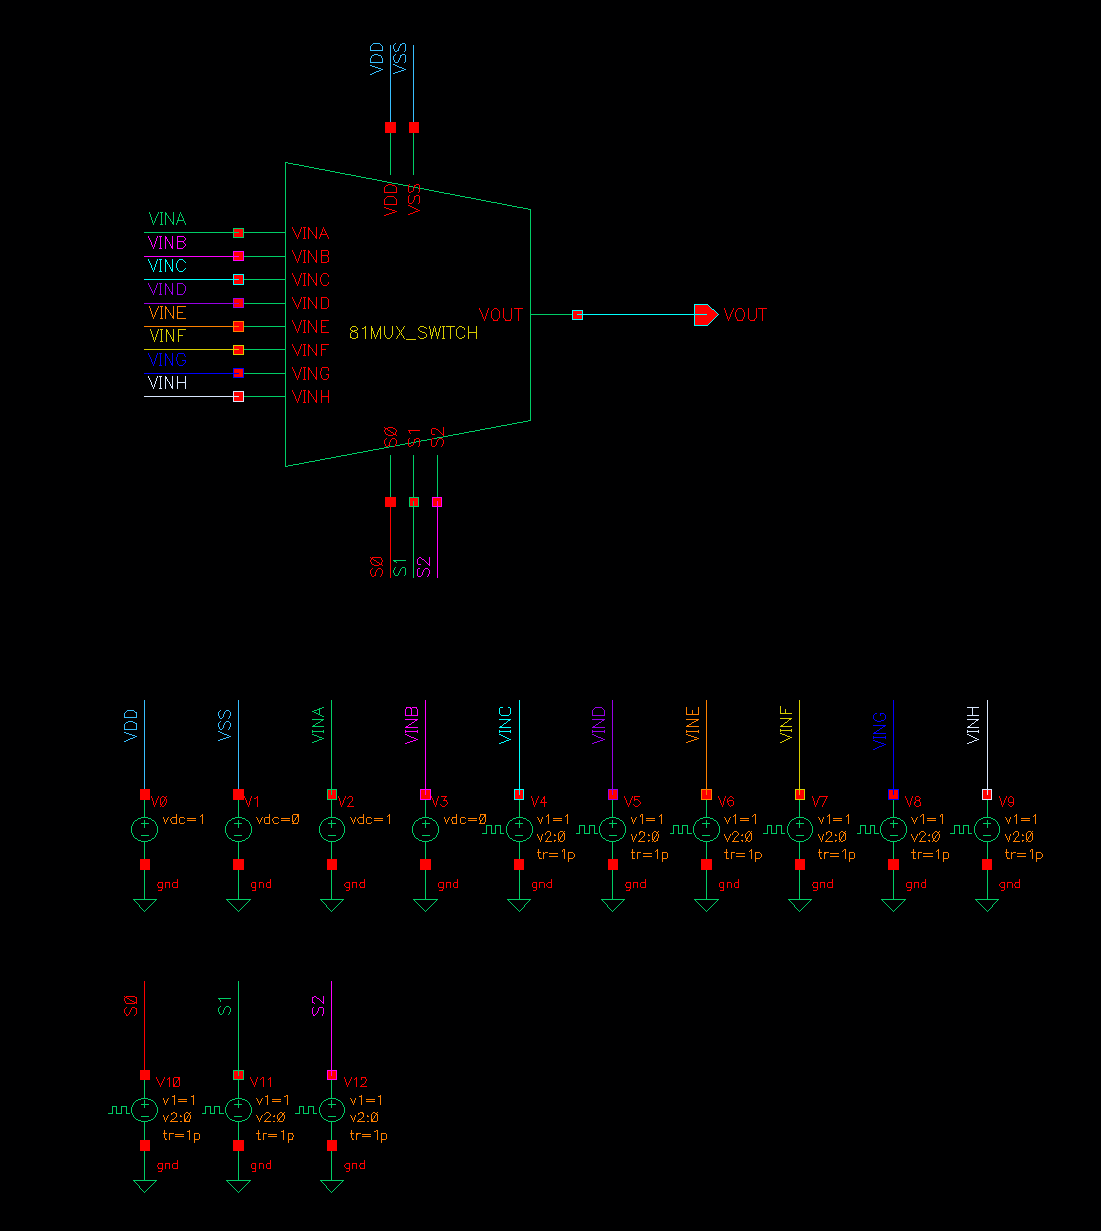 VDD
VSS
VDD
VSS
VINA
VINA
VINB
VINB
VINC
VINC
VIND
VIND
VINE
VINE
VINF
VINF
VING
VING
VINH
VINH
81MUX_SWITCH
VOUT
VOUT
S0
S1
S2
S0
S1
S2
VDD
VSS
VINA
VINB
VINC
VIND
VINE
VINF
VING
VINH
V0
V1
V2
V3
V4
V5
V6
V7
V8
V9
vdc=1
vdc=0
vdc=1
vdc=0
v1=1
v1=1
v1=1
v1=1
v1=1
v1=1
v2:0
v2:0
v2:0
v2:0
v2:0
v2:0
tr=1p
tr=1p
tr=1p
tr=1p
tr=1p
tr=1p
gnd
gnd
gnd
gnd
gnd
gnd
gnd
gnd
gnd
gnd
S0
S1
S2
V10
V11
V12
v1=1
v1=1
v1=1
v2:0
v2:0
v2:0
tr=1p
tr=1p
tr=1p
gnd
gnd
gnd